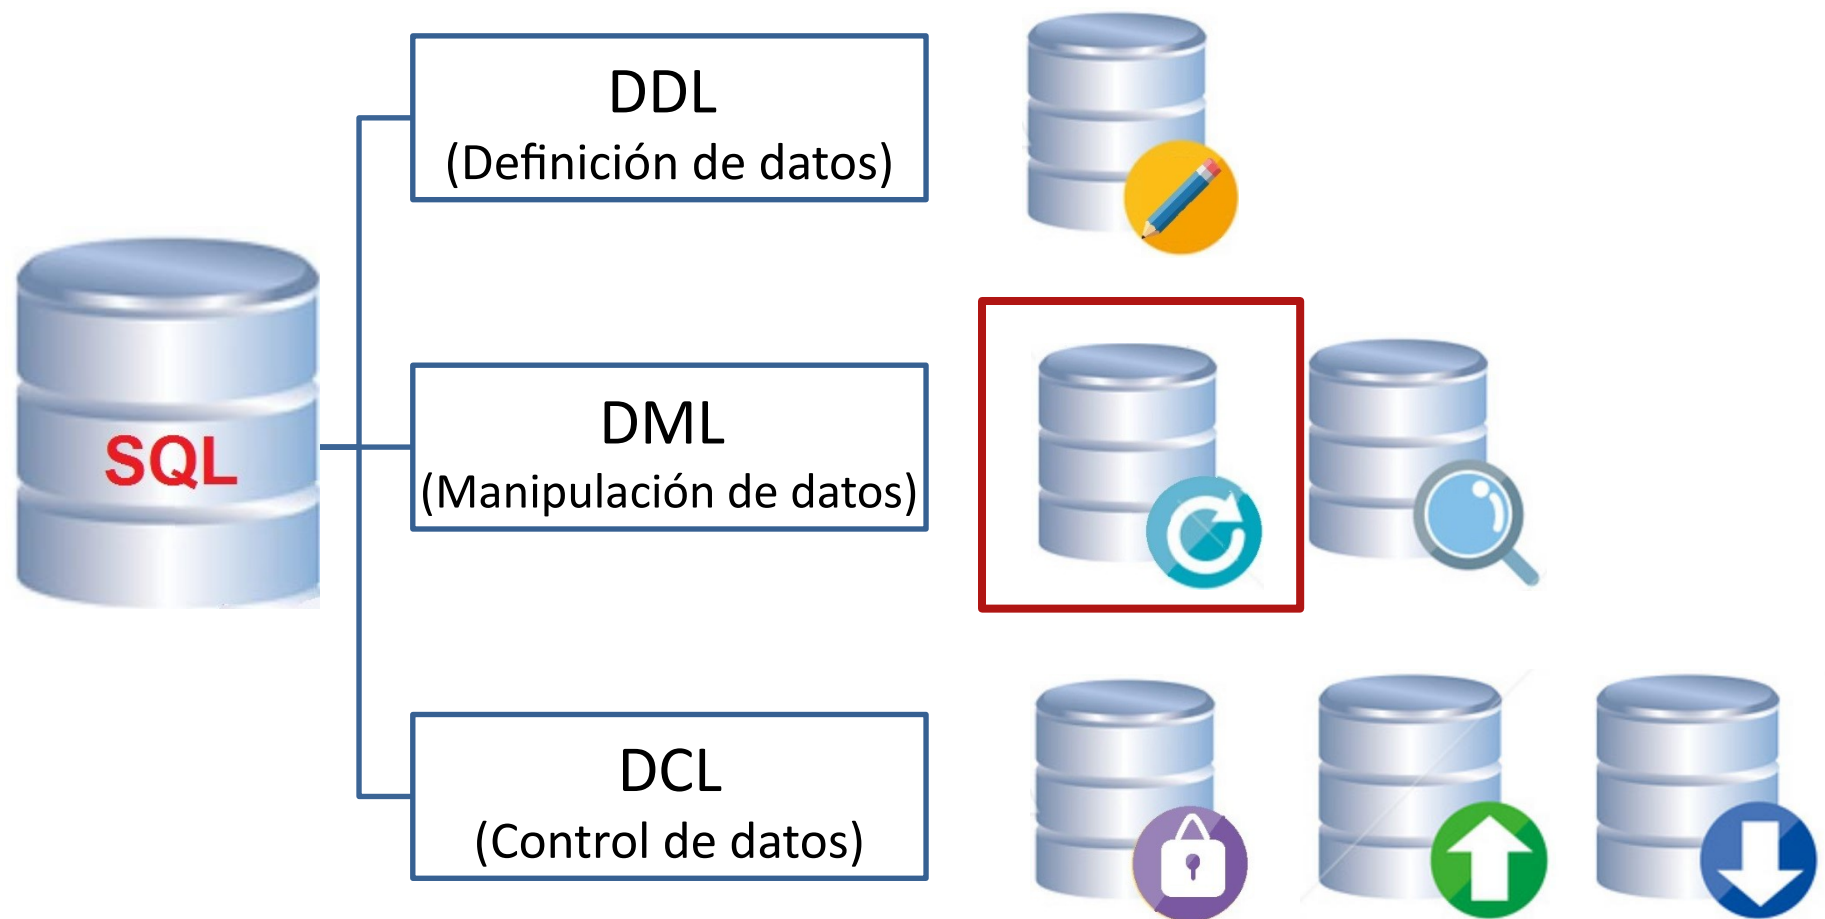 DDL
(Definición de datos)
SQL
DML
(Manipulación de datos)
DCL
(Control de datos)